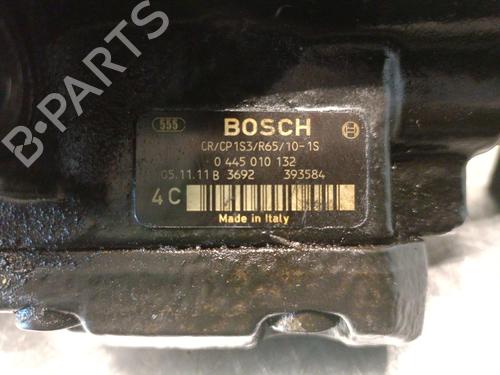 555 BOSCH
CR/CP1S3/R65/10-1S
0 445 010 132
05.11.11 B 3692 393584
4 C
Made in Italy
B-PARTS